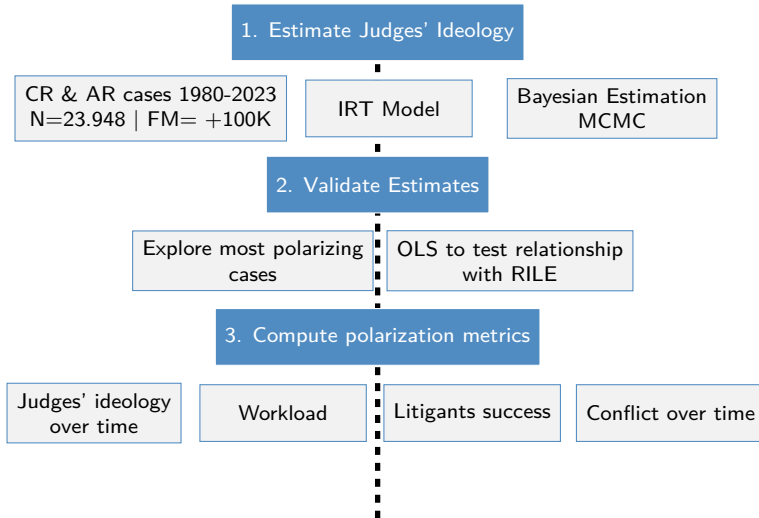 1. Estimate Judges' Ideology
CR & AR cases 1980-2023
N=23.948 | FM= +100K
IRT Model
Bayesian Estimation
MCMC
2. Validate Estimates
Explore most polarizing
cases
OLS to test relationship
with RILE
3. Compute polarization metrics
Judges' ideology
over time
Workload
Litigants success
Conflict over time